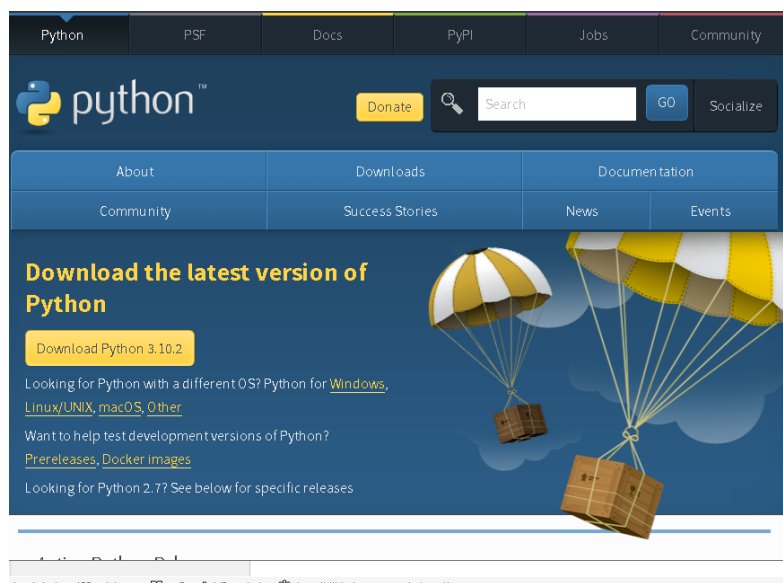 Python PSF Docs PyPI Jobs Community
python™ Donate Search GO Socialize
About Downloads Documentation
Community Success Stories News Events
Download the latest version of
Python
Download Python 3.10.2
Looking for Python with a different OS? Python for Windows,
Linux/UNIX, macOS, Other
Want to help test development versions of Python?
Prereleases, Docker images
Looking for Python 2.7? See below for specific releases